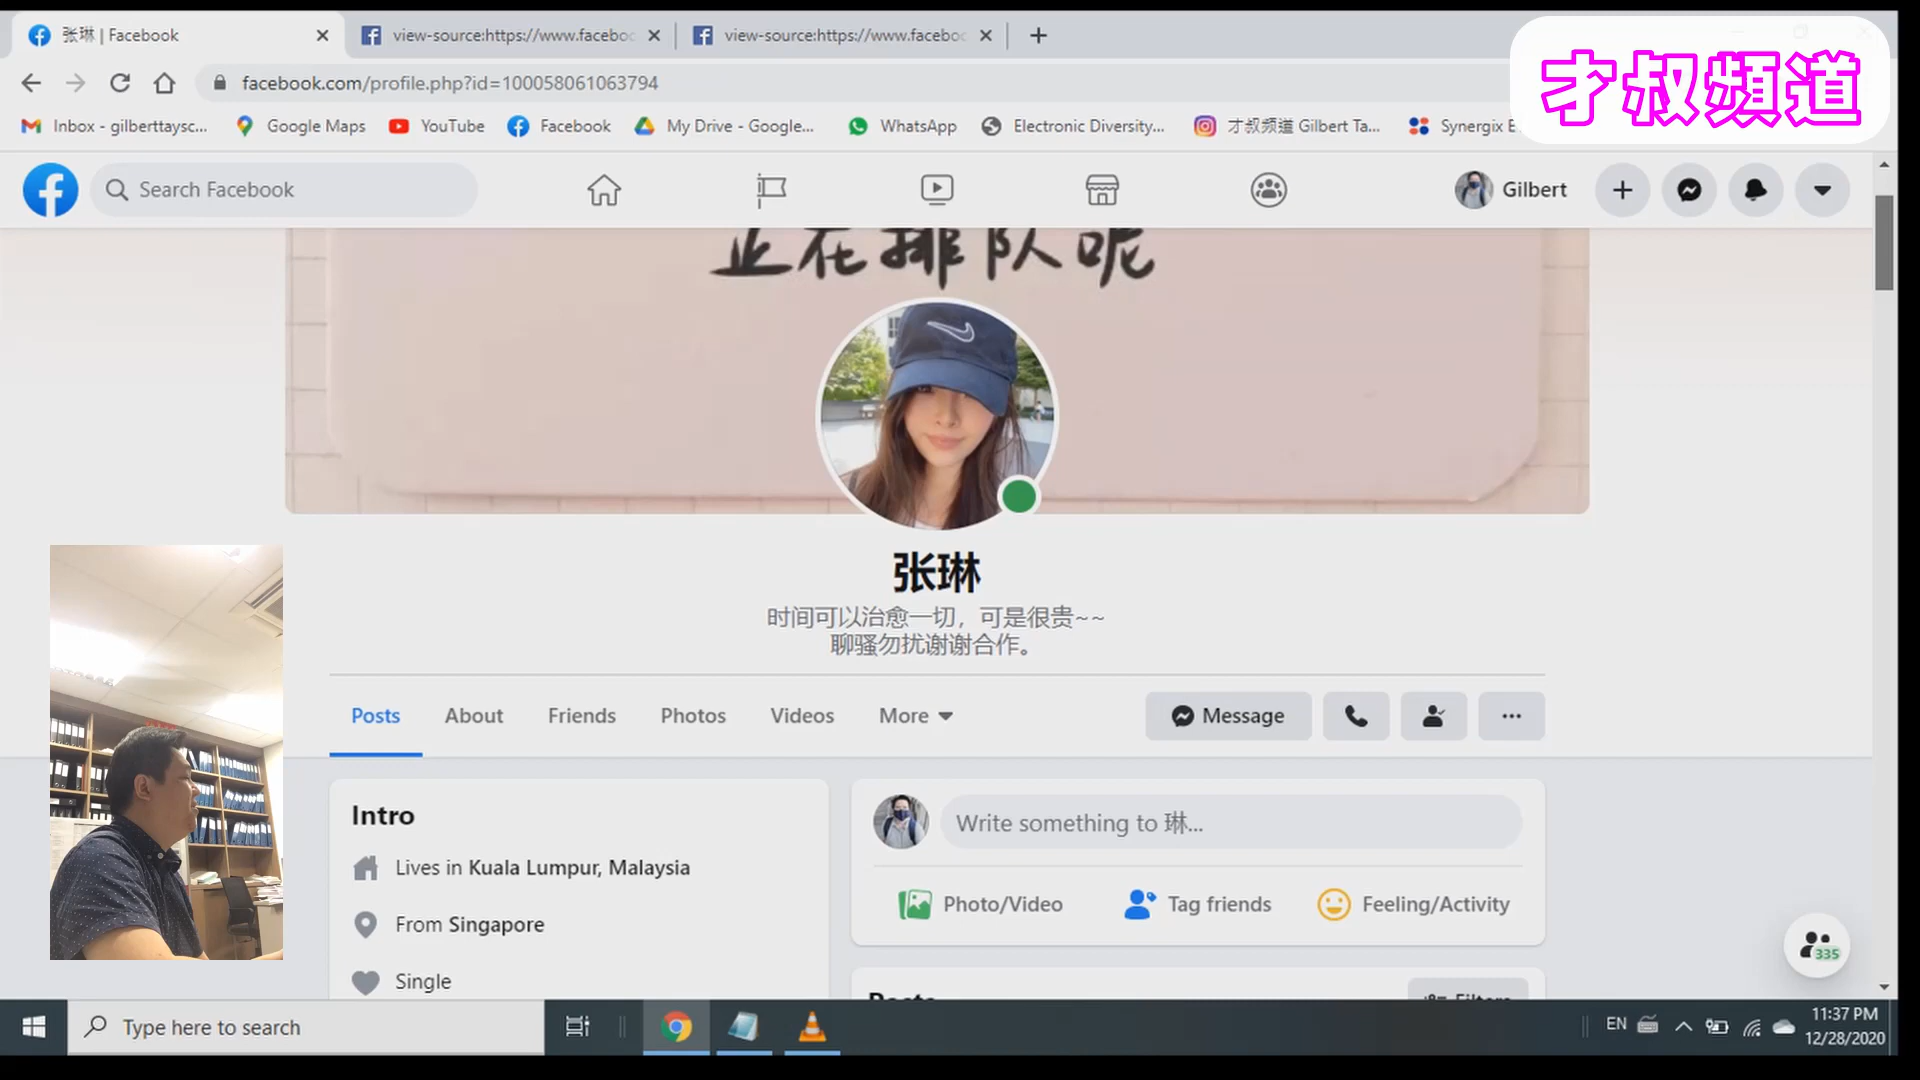 张琳 | Facebook
view-source:https://www.faceboo
view-source:https://www.faceboo
facebook.com/profile.php?id=100058061063794
才叔頻道
Inbox - gilberttaysc...
Google Maps
YouTube
Facebook
My Drive - Google...
WhatsApp
Electronic Diversity,...
才叔频道 Gilbert Ta...
Synergix E
Search Facebook
Gilbert
正在排队呢
张琳
时间可以治愈一切，可是很贵~~
聊骚勿扰谢谢合作。
Posts
About
Friends
Photos
Videos
More
Message
Intro
Lives in Kuala Lumpur, Malaysia
From Singapore
Single
Write something to 琳...
Photo/Video
Tag friends
Feeling/Activity
Posts
Filters
335
Type here to search
EN
11:37 PM
12/28/2020